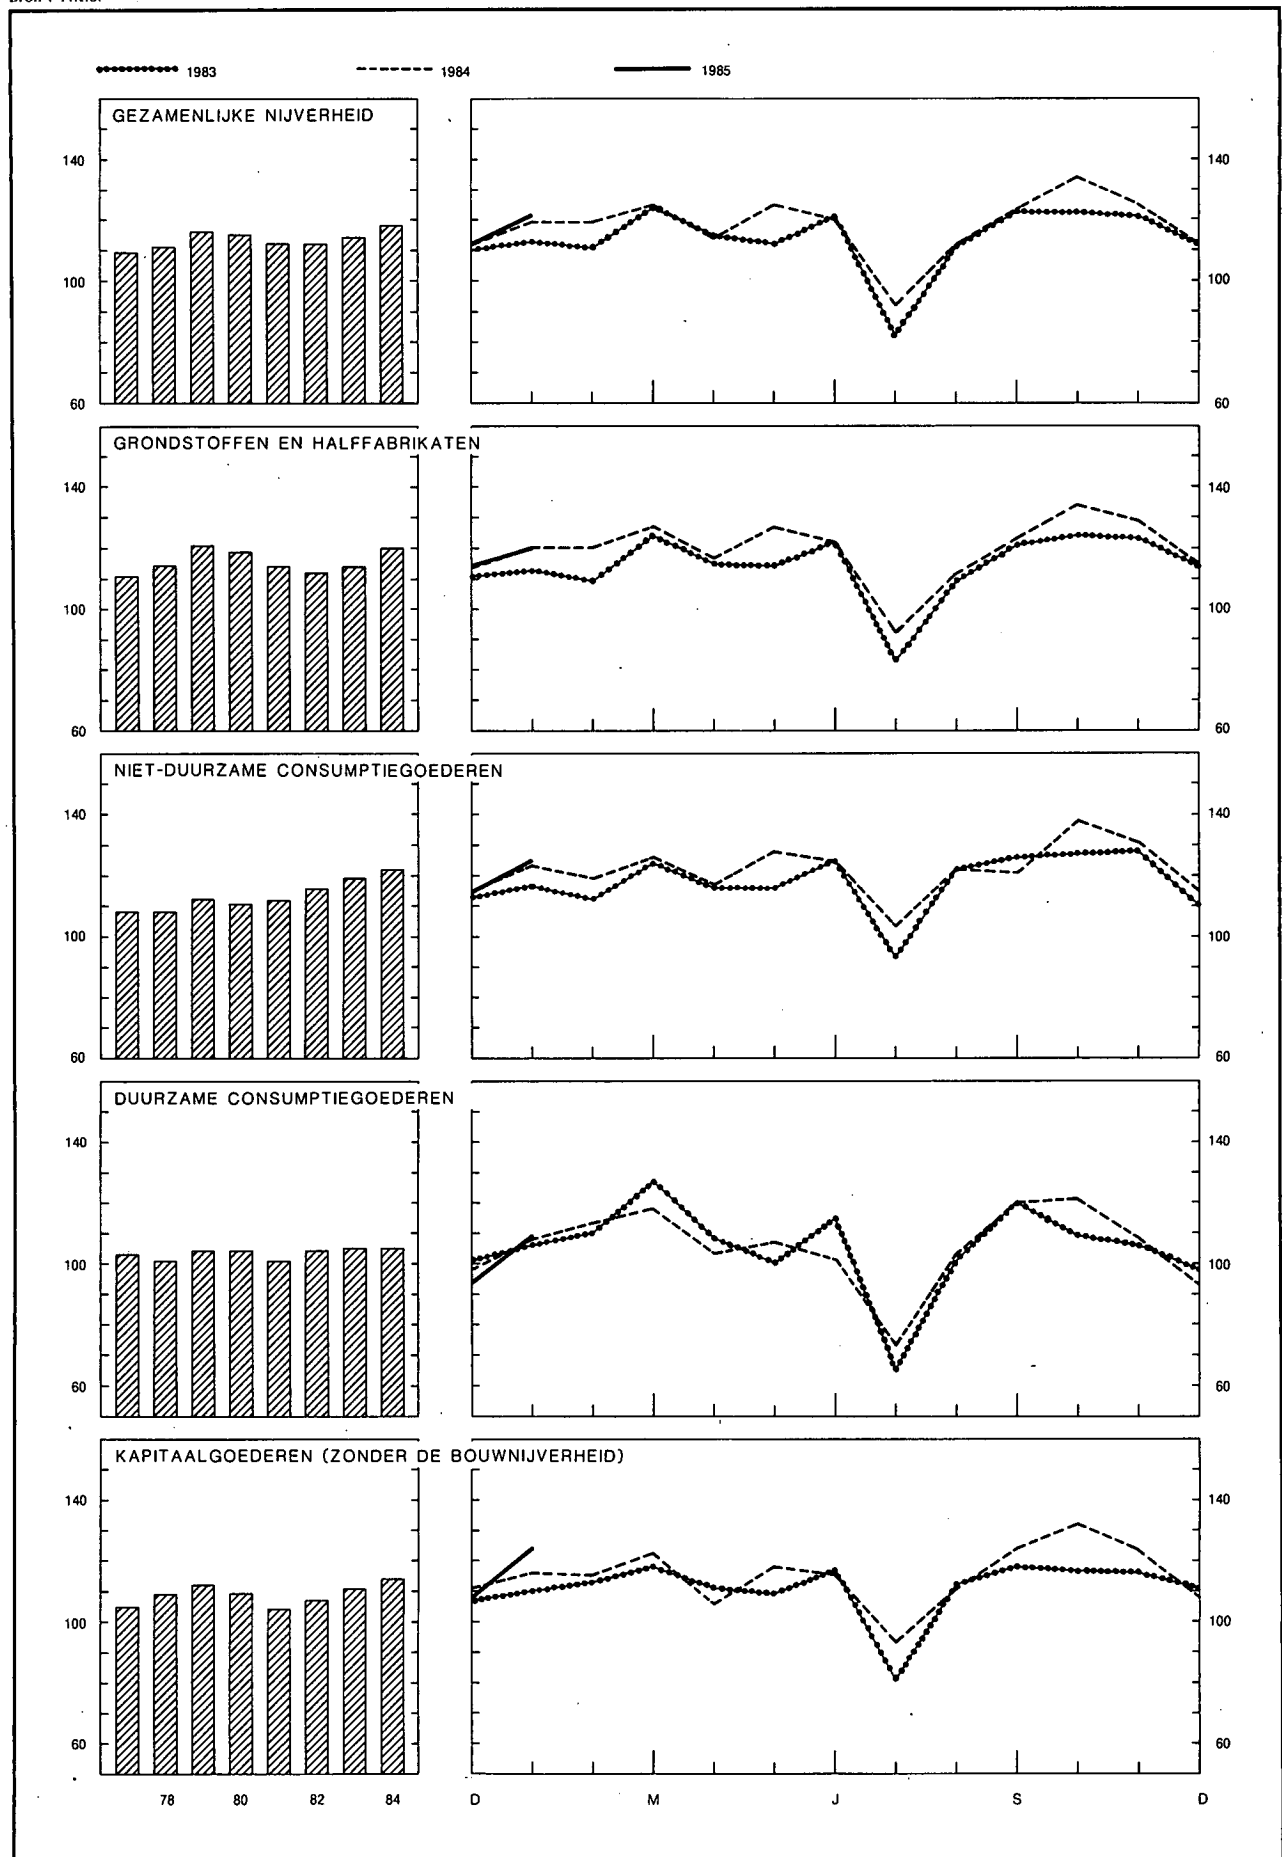 1983 1984 1985
GEZAMENLIJKE NIJVERHEID
140 140
100 100
60 60
GRONDSTOFFEN EN HALFFABRIKATEN
140 140
100 100
60 60
NIET-DUURZAME CONSUMPTIEGOEDEREN
140 140
100 100
60 60
DUURZAME CONSUMPTIEGOEDEREN
140 140
100 100
60 60
KAPITAALGOEDEREN (ZONDER DE BOUWNIJVERHEID)
140 140
100 100
60 60
78 80 82 84 D M J S D